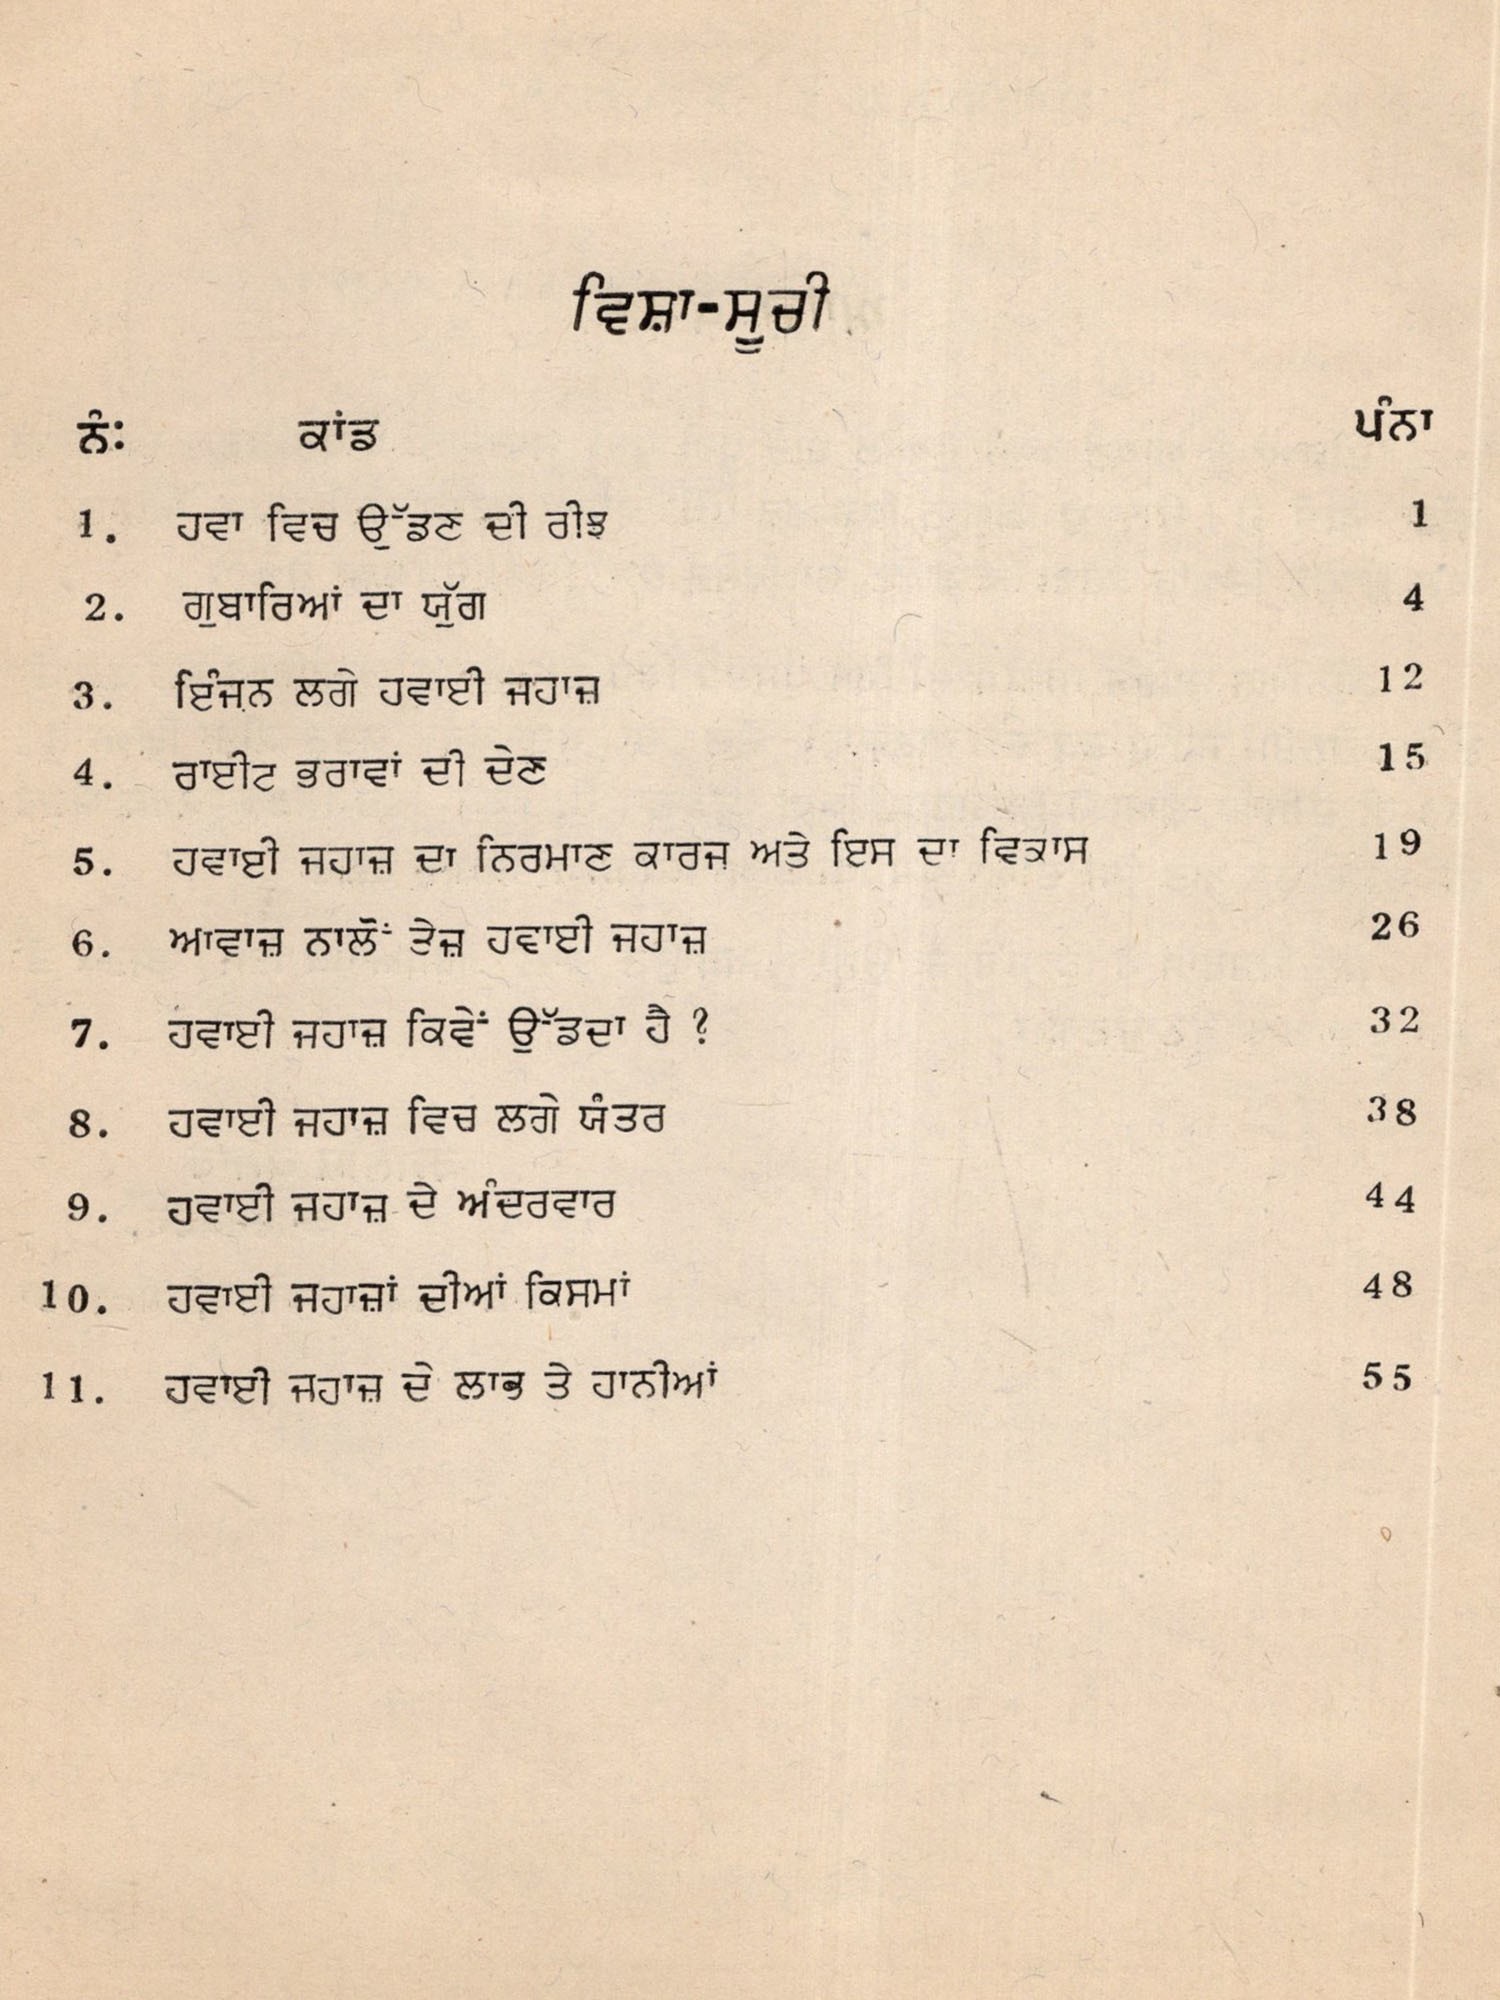 ਵਿਸ਼ਾ-ਸੂਚੀ
ਨੰ: ਕਾਂਡ ਪੰਨਾ
1. ਹਵਾ ਵਿਚ ਉੱਡਣ ਦੀ ਰੀਝ 1
2. ਗੁਬਾਰਿਆਂ ਦਾ ਯੁੱਗ 4
3. ਇੰਜਨ ਲਗੇ ਹਵਾਈ ਜਹਾਜ਼ 12
4. ਰਾਈਟ ਭਰਾਵਾਂ ਦੀ ਦੇਣ 15
5. ਹਵਾਈ ਜਹਾਜ਼ ਦਾ ਨਿਰਮਾਣ ਕਾਰਜ ਅਤੇ ਇਸ ਦਾ ਵਿਕਾਸ 19
6. ਆਵਾਜ਼ ਨਾਲੋਂ ਤੇਜ਼ ਹਵਾਈ ਜਹਾਜ਼ 26
7. ਹਵਾਈ ਜਹਾਜ਼ ਕਿਵੇਂ ਉੱਡਦਾ ਹੈ ? 32
8. ਹਵਾਈ ਜਹਾਜ਼ ਵਿਚ ਲਗੇ ਯੰਤਰ 38
9. ਹਵਾਈ ਜਹਾਜ਼ ਦੇ ਅੰਦਰਵਾਰ 44
10. ਹਵਾਈ ਜਹਾਜ਼ਾਂ ਦੀਆਂ ਕਿਸਮਾਂ 48
11. ਹਵਾਈ ਜਹਾਜ਼ ਦੇ ਲਾਭ ਤੇ ਹਾਨੀਆਂ 55